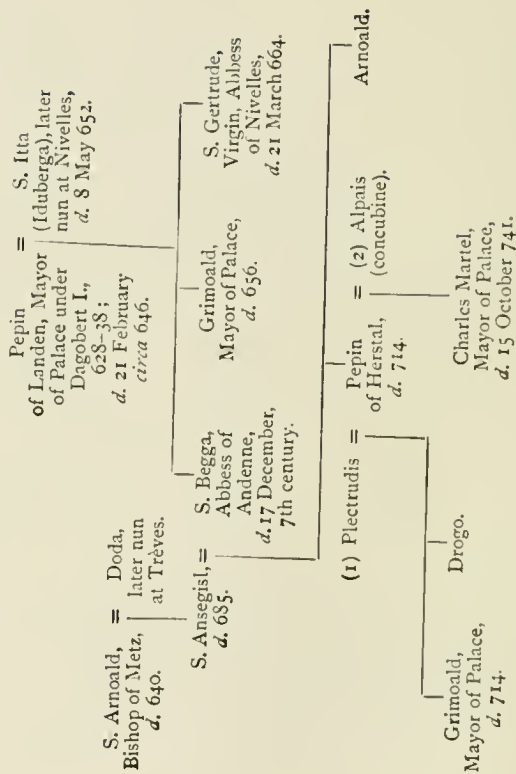 Pepin
of Landen, Mayor
of Palace under
Dagobert I.,
628–38;
d. 21 February
circa 646.
=
S. Itta
(Iduberga), later
nun at Nivelles,
d. 8 May 652.
S. Arnoald,
Bishop of Metz,
d. 640.
=
Doda,
later nun
at Trèves.
S. Ansegisl,
d. 685.
=
S. Begga,
Abbess of
Andenne,
d. 17 December,
7th century.
Grimoald,
Mayor of Palace,
d. 656.
S. Gertrude,
Virgin, Abbess
of Nivelles,
d. 21 March 664.
(1) Plectrudis
=
Pepin
of Herstal,
d. 714.
=
(2) Alpais
(concubine).
Arnoald.
Grimoald,
Mayor of Palace,
d. 714.
Drogo.
Charles Martel,
Mayor of Palace,
d. 15 October 741.